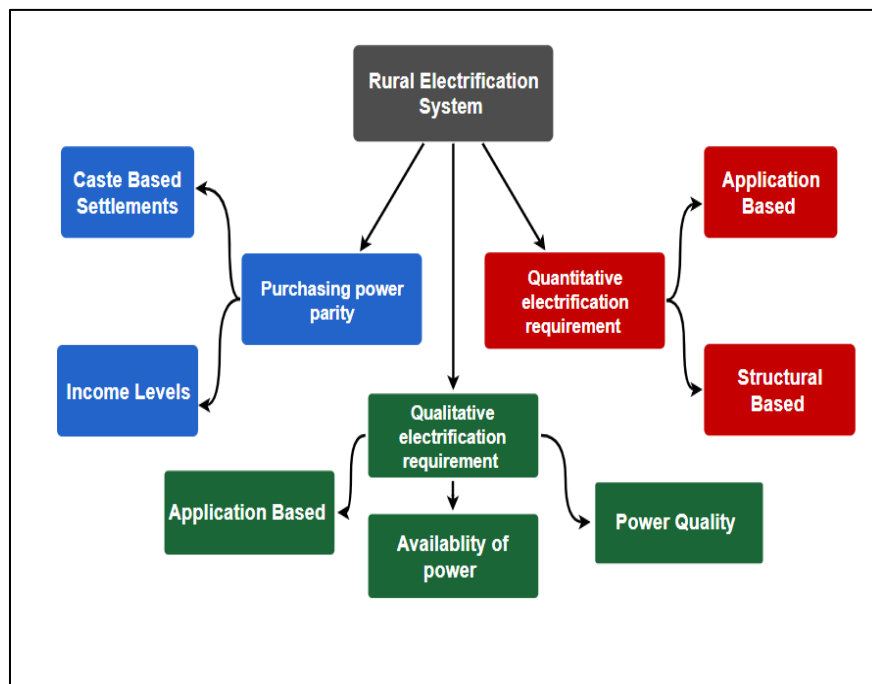 Rural Electrification
System
Caste Based
Settlements
Application
Based
Purchasing power
parity
Quantitative
electrification
requirement
Income Levels
Structural
Based
Qualitative
electrification
requirement
Application Based
Availablity of
power
Power Quality